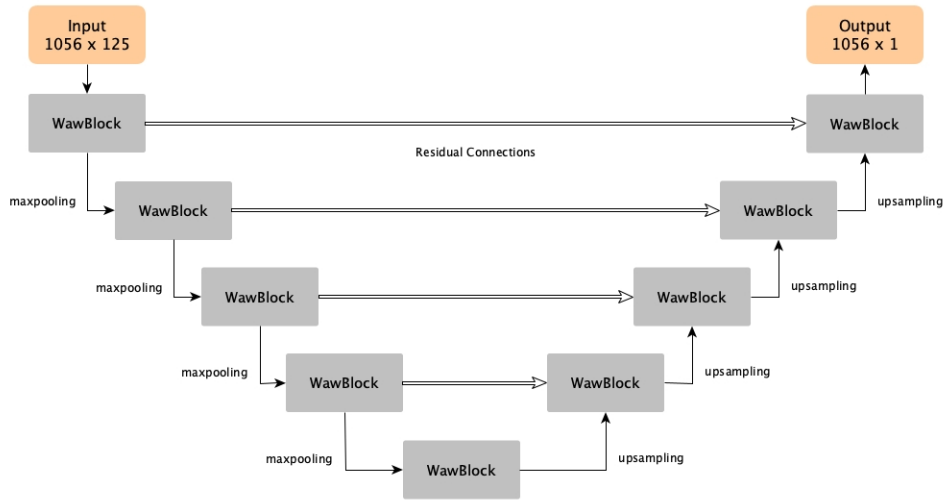 Input
1056 x 125
Output
1056 x 1
WawBlock
WawBlock
Residual Connections
maxpooling
WawBlock
WawBlock
upsampling
maxpooling
WawBlock
WawBlock
upsampling
maxpooling
WawBlock
WawBlock
upsampling
maxpooling
WawBlock
upsampling